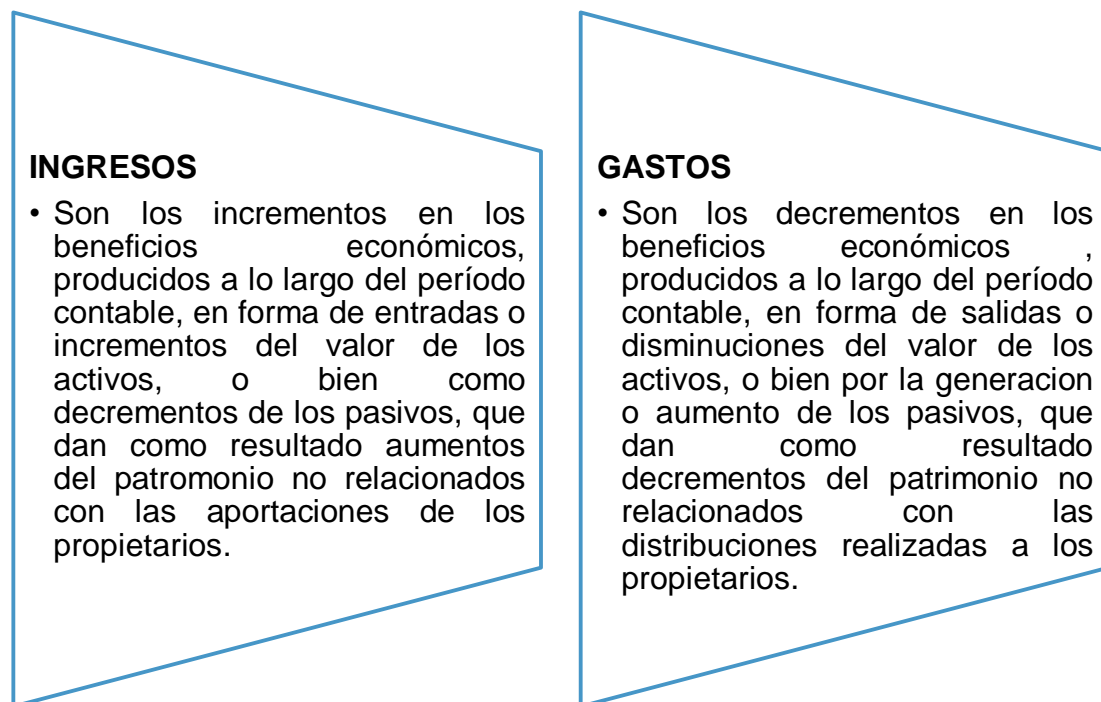 INGRESOS
• Son los incrementos en los
beneficios económicos,
producidos a lo largo del período
contable, en forma de entradas o
incrementos del valor de los
activos, o bien como
decrementos de los pasivos, que
dan como resultado aumentos
del patromonio no relacionados
con las aportaciones de los
propietarios.
GASTOS
• Son los decrementos en los
beneficios económicos ,
producidos a lo largo del período
contable, en forma de salidas o
disminuciones del valor de los
activos, o bien por la generacion
o aumento de los pasivos, que
dan como resultado
decrementos del patrimonio no
relacionados con las
distribuciones realizadas a los
propietarios.